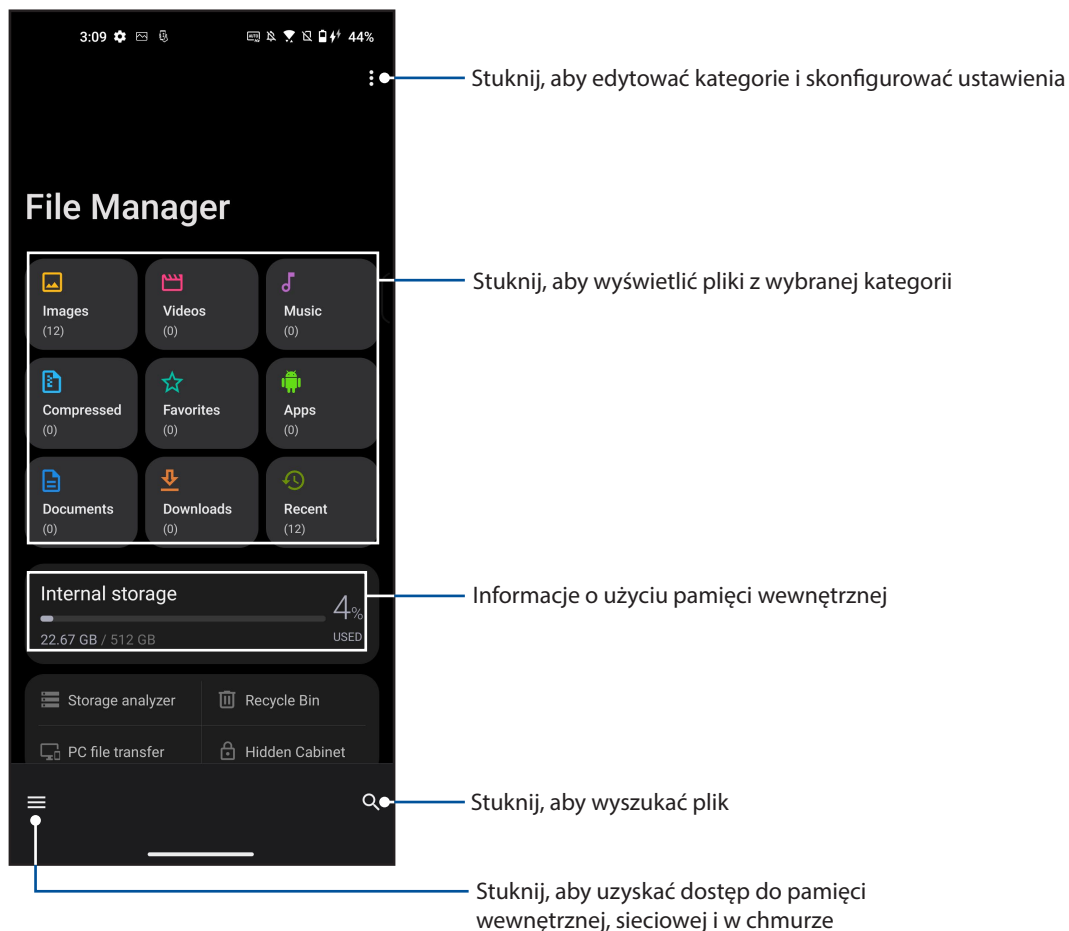 3:09 44%
Stuknij, aby edytować kategorie i skonfigurować ustawienia
File Manager
Stuknij, aby wyświetlić pliki z wybranej kategorii
Images Videos Music
(12) (0) (0)
Compressed Favorites Apps
(0) (0) (0)
Documents Downloads Recent
(0) (0) (12)
Internal storage
4%
22.67 GB / 512 GB USED
Informacje o użyciu pamięci wewnętrznej
Storage analyzer Recycle Bin
PC file transfer Hidden Cabinet
Stuknij, aby wyszukać plik
Stuknij, aby uzyskać dostęp do pamięci
wewnętrznej, sieciowej i w chmurze